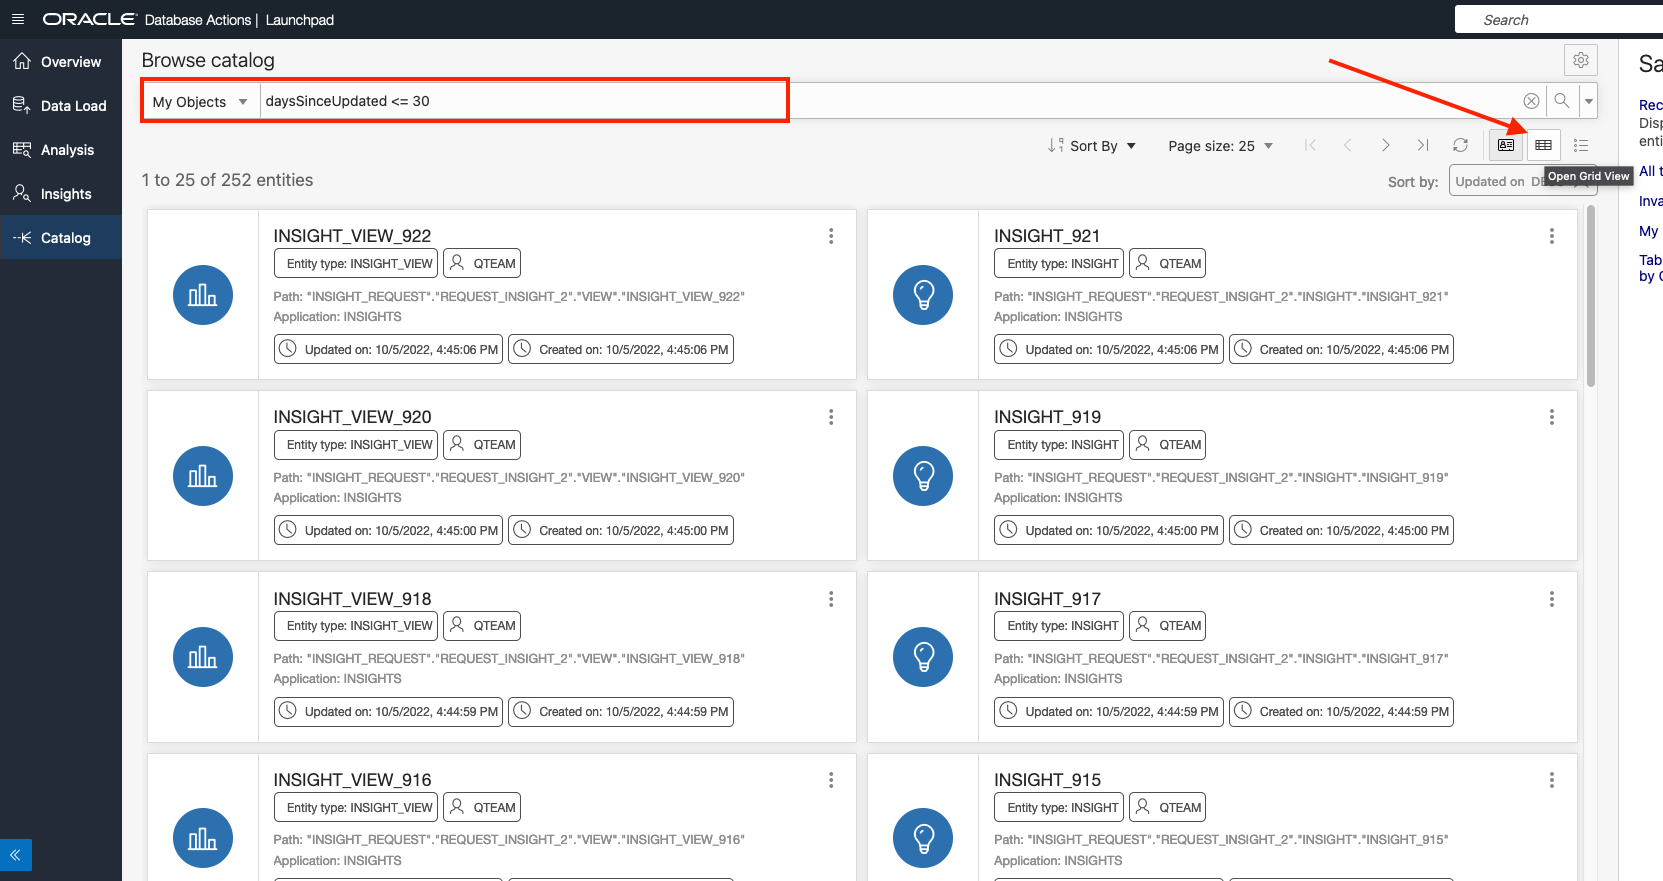 ORACLE Database Actions | Launchpad
Search
Overview
Data Load
Analysis
Insights
Catalog
Browse catalog
My Objects daysSinceUpdated <= 30
Sort By Page size: 25
Open Grid View
1 to 25 of 252 entities
Sort by: Updated on
INSIGHT_VIEW_922
Entity type: INSIGHT_VIEW QTEAM
Path: "INSIGHT_REQUEST"."REQUEST_INSIGHT_2"."VIEW"."INSIGHT_VIEW_922"
Application: INSIGHTS
Updated on: 10/5/2022, 4:45:06 PM Created on: 10/5/2022, 4:45:06 PM
INSIGHT_921
Entity type: INSIGHT QTEAM
Path: "INSIGHT_REQUEST"."REQUEST_INSIGHT_2"."INSIGHT"."INSIGHT_921"
Application: INSIGHTS
Updated on: 10/5/2022, 4:45:06 PM Created on: 10/5/2022, 4:45:06 PM
INSIGHT_VIEW_920
Entity type: INSIGHT_VIEW QTEAM
Path: "INSIGHT_REQUEST"."REQUEST_INSIGHT_2"."VIEW"."INSIGHT_VIEW_920"
Application: INSIGHTS
Updated on: 10/5/2022, 4:45:00 PM Created on: 10/5/2022, 4:45:00 PM
INSIGHT_919
Entity type: INSIGHT QTEAM
Path: "INSIGHT_REQUEST"."REQUEST_INSIGHT_2"."INSIGHT"."INSIGHT_919"
Application: INSIGHTS
Updated on: 10/5/2022, 4:45:00 PM Created on: 10/5/2022, 4:45:00 PM
INSIGHT_VIEW_918
Entity type: INSIGHT_VIEW QTEAM
Path: "INSIGHT_REQUEST"."REQUEST_INSIGHT_2"."VIEW"."INSIGHT_VIEW_918"
Application: INSIGHTS
Updated on: 10/5/2022, 4:44:59 PM Created on: 10/5/2022, 4:44:59 PM
INSIGHT_917
Entity type: INSIGHT QTEAM
Path: "INSIGHT_REQUEST"."REQUEST_INSIGHT_2"."INSIGHT"."INSIGHT_917"
Application: INSIGHTS
Updated on: 10/5/2022, 4:44:59 PM Created on: 10/5/2022, 4:44:59 PM
INSIGHT_VIEW_916
Entity type: INSIGHT_VIEW QTEAM
Path: "INSIGHT_REQUEST"."REQUEST_INSIGHT_2"."VIEW"."INSIGHT_VIEW_916"
Application: INSIGHTS
INSIGHT_915
Entity type: INSIGHT QTEAM
Path: "INSIGHT_REQUEST"."REQUEST_INSIGHT_2"."INSIGHT"."INSIGHT_915"
Application: INSIGHTS
Sa
Rec
Disp
enti
All t
Inva
My
Tab
by